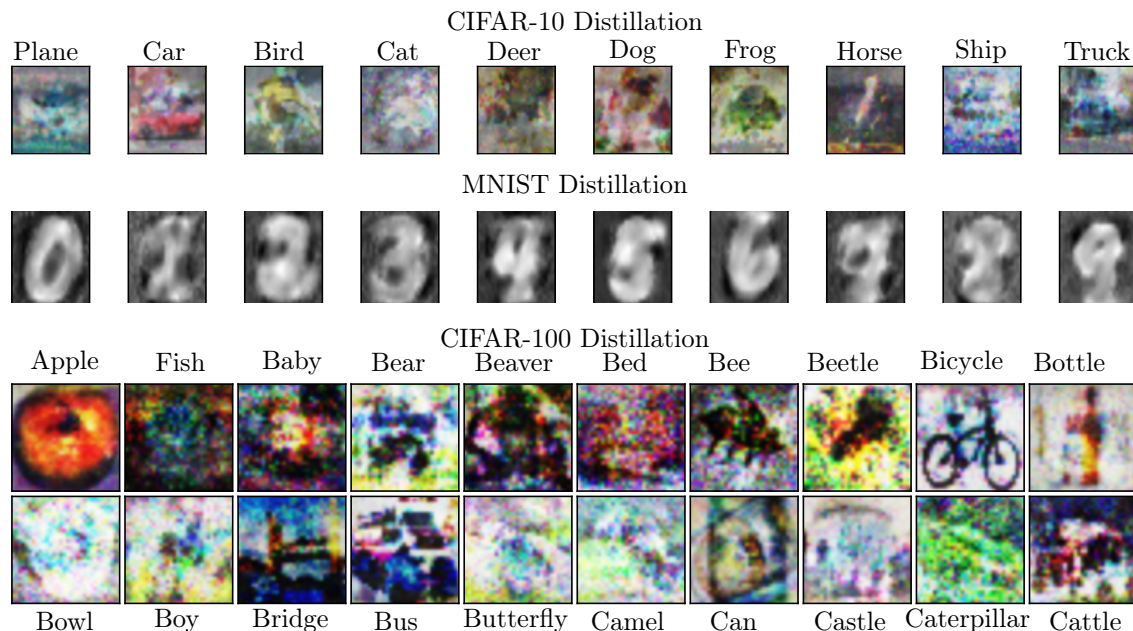 CIFAR-10 Distillation
Plane Car Bird Cat Deer Dog Frog Horse Ship Truck
MNIST Distillation
CIFAR-100 Distillation
Apple Fish Baby Bear Beaver Bed Bee Beetle Bicycle Bottle
Bowl Boy Bridge Bus Butterfly Camel Can Castle Caterpillar Cattle